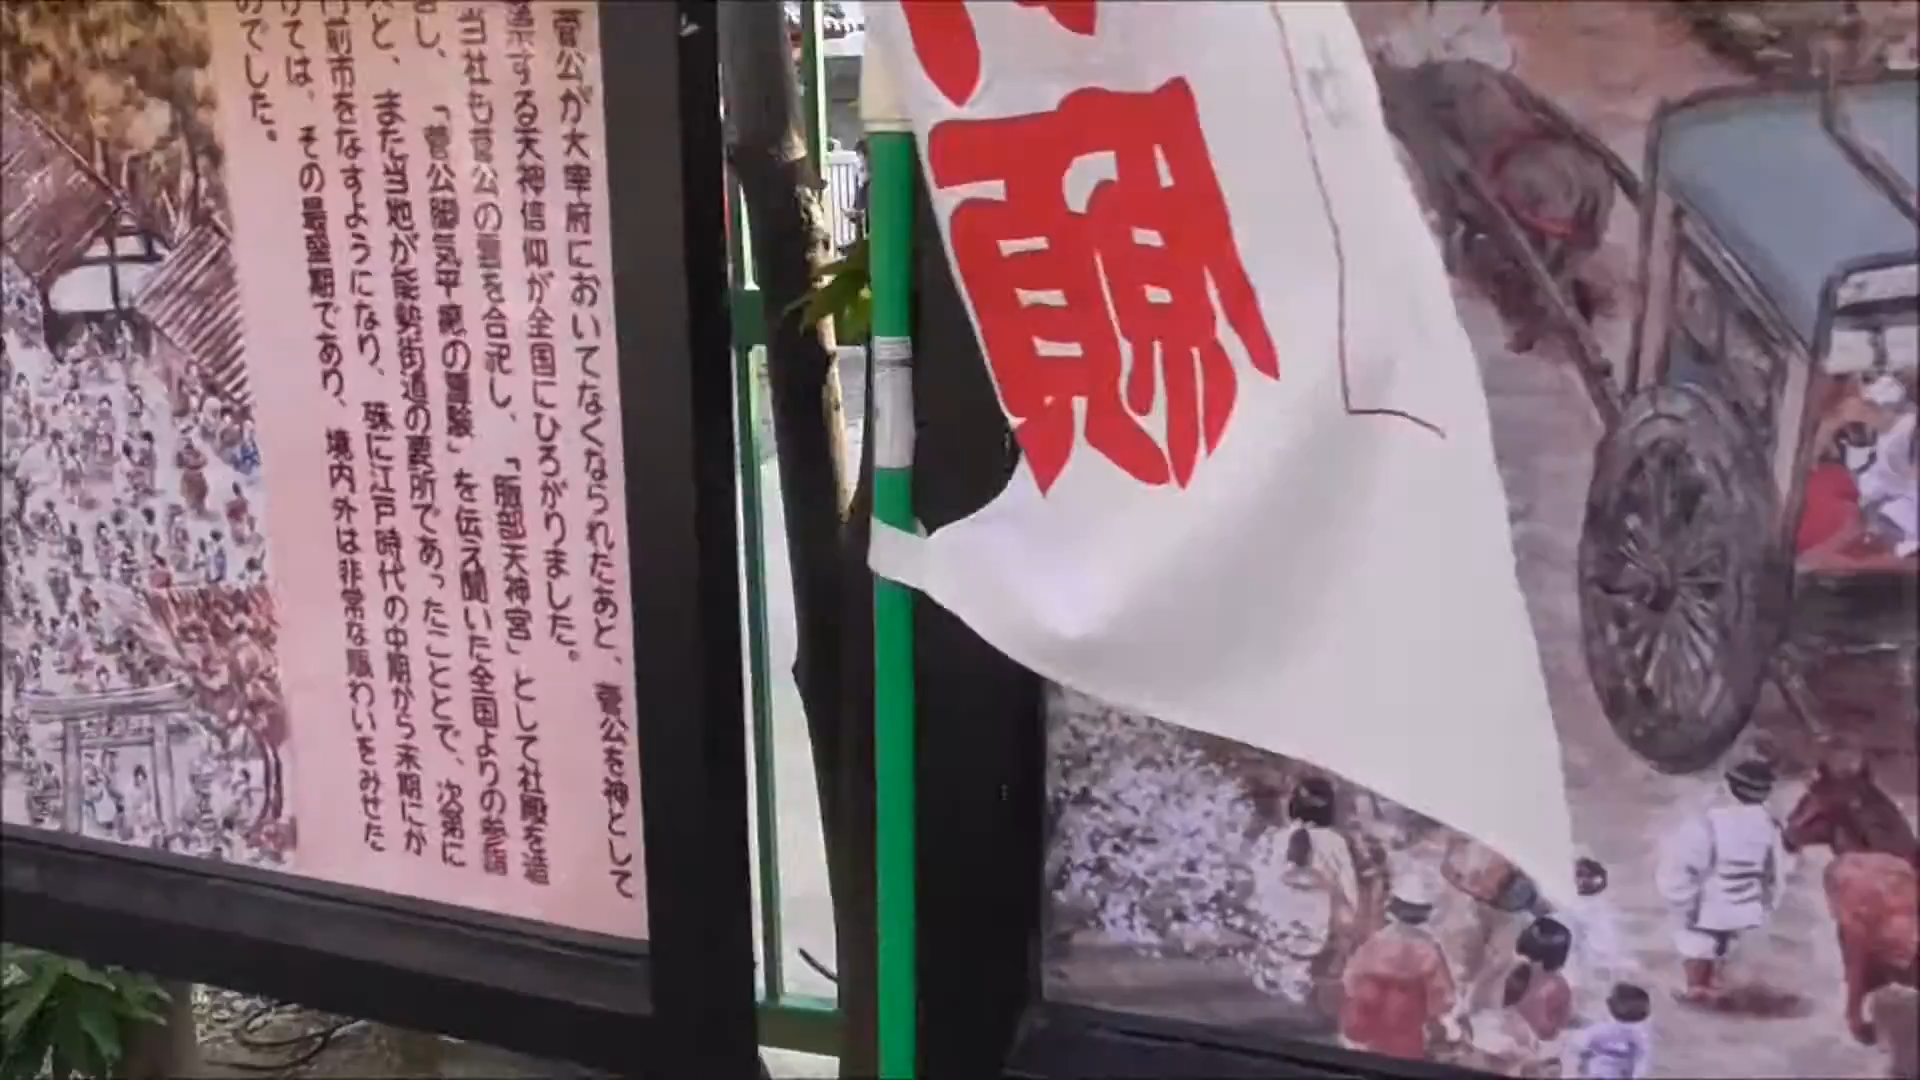 菅公が大宰府においてなくなられたあと、菅公を神として
祭する天神信仰が全国にひろがりました。
当社も菅公の霊を合祀し、「服部天神宮」として社殿を造
し、「菅公脚気平癒の霊験」を伝え聞いた全国よりの参詣
と、また当地が能勢街道の要所であったこととで、次第に
門前市をなすようになり、殊に江戸時代の中期から末期にか
けては、その最盛期であり、境内外は非常な賑わいをみせた
のでした。
願